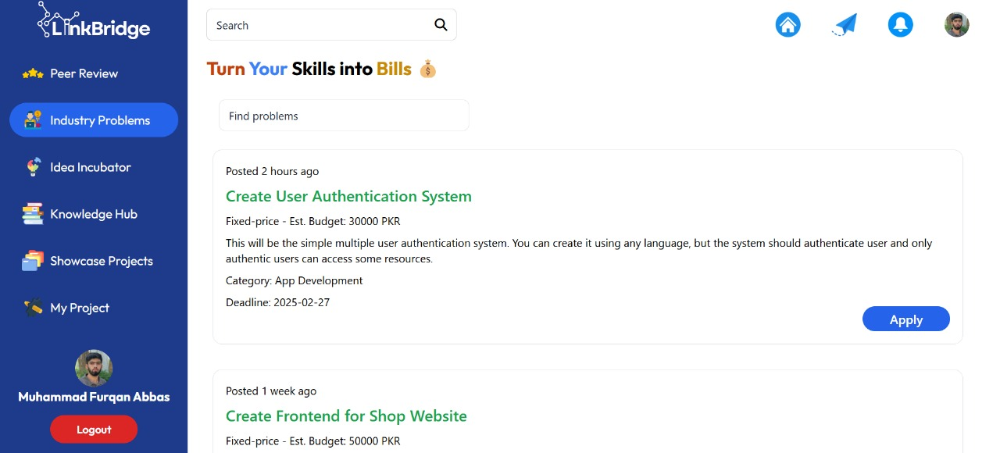 LinkBridge
Peer Review
Industry Problems
Idea Incubator
Knowledge Hub
Showcase Projects
My Project
Muhammad Furqan Abbas
Logout
Search
Turn Your Skills into Bills
Find problems
Posted 2 hours ago
Create User Authentication System
Fixed-price - Est. Budget: 30000 PKR
This will be the simple multiple user authentication system. You can create it using any language, but the system should authenticate user and only
authentic users can access some resources.
Category: App Development
Deadline: 2025-02-27
Apply
Posted 1 week ago
Create Frontend for Shop Website
Fixed-price - Est. Budget: 50000 PKR